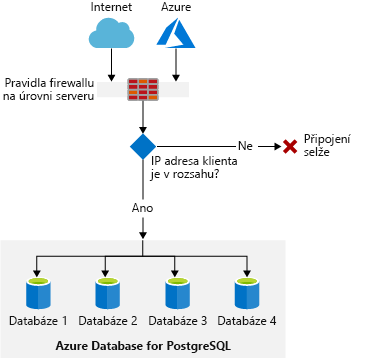 Internet
Azure
Pravidla firewallu
na úrovni serveru
IP adresa klienta
je v rozsahu?
Ne
Připojení
selže
Ano
Databáze 1
Databáze 2
Databáze 3
Databáze 4
Azure Database for PostgreSQL